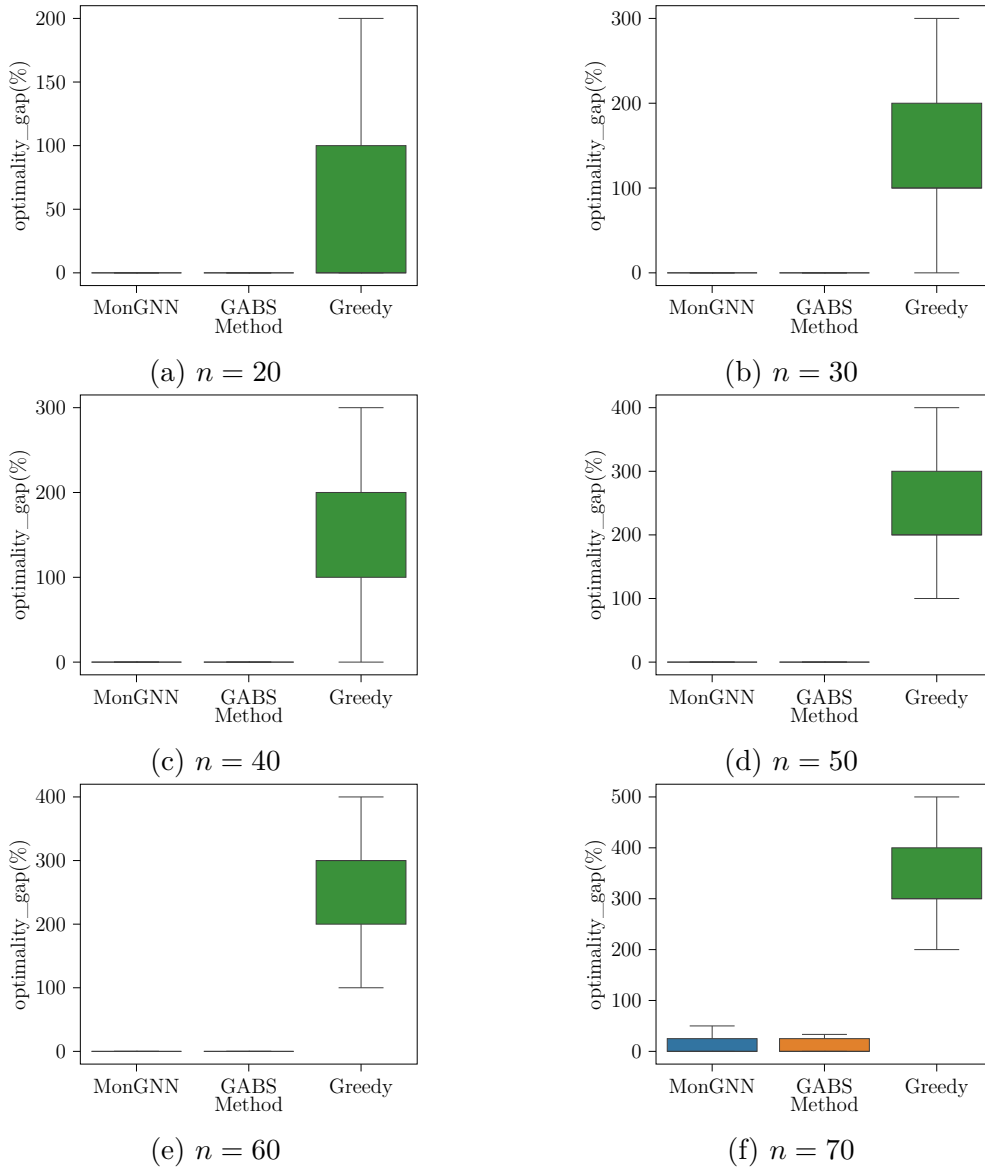 200
150
100
50
0
optimality_gap(%)
MonGNN GABS Greedy
Method
(a) n = 20
300
200
100
0
optimality_gap(%)
MonGNN GABS Greedy
Method
(b) n = 30
300
200
100
0
optimality_gap(%)
MonGNN GABS Greedy
Method
(c) n = 40
400
300
200
100
0
optimality_gap(%)
MonGNN GABS Greedy
Method
(d) n = 50
400
300
200
100
0
optimality_gap(%)
MonGNN GABS Greedy
Method
(e) n = 60
500
400
300
200
100
0
optimality_gap(%)
MonGNN GABS Greedy
Method
(f) n = 70